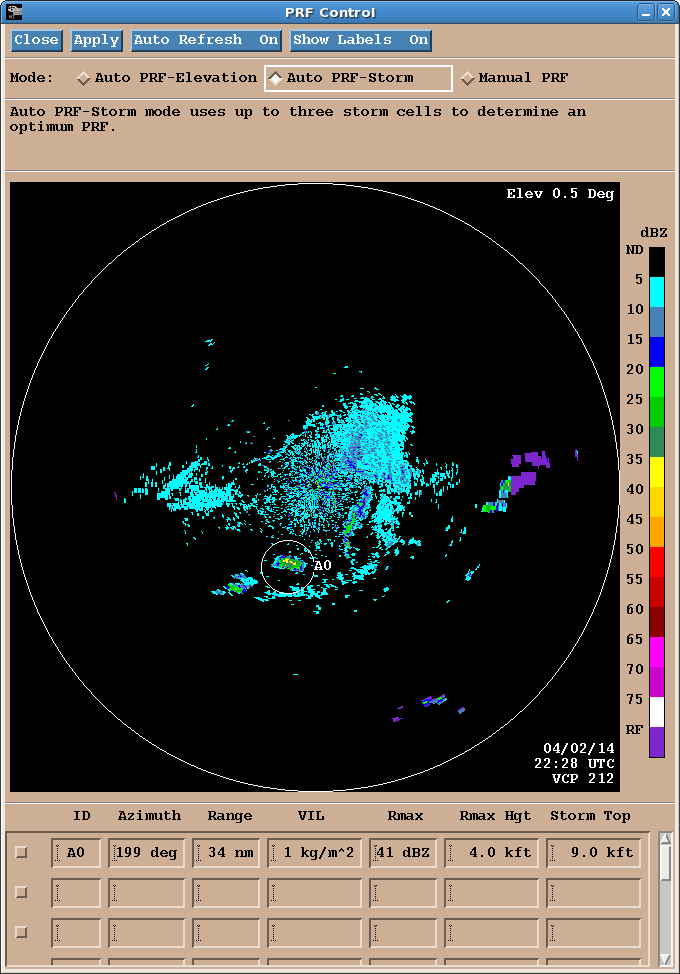 PRF Control
Close Apply Auto Refresh On Show Labels On
Mode: Auto PRF-Elevation Auto PRF-Storm Manual PRF
Auto PRF-Storm mode uses up to three storm cells to determine an
optimum PRF.
Elev 0.5 Deg
dBZ
ND
5
10
15
20
25
30
35
40
45
50
55
60
65
70
75
RF
A0
04/02/14
22:28 UTC
VCP 212
ID Azimuth Range VIL Rmax Rmax Hgt Storm Top
A0 199 deg 34 nm 1 kg/m^2 41 dBZ 4.0 kft 9.0 kft